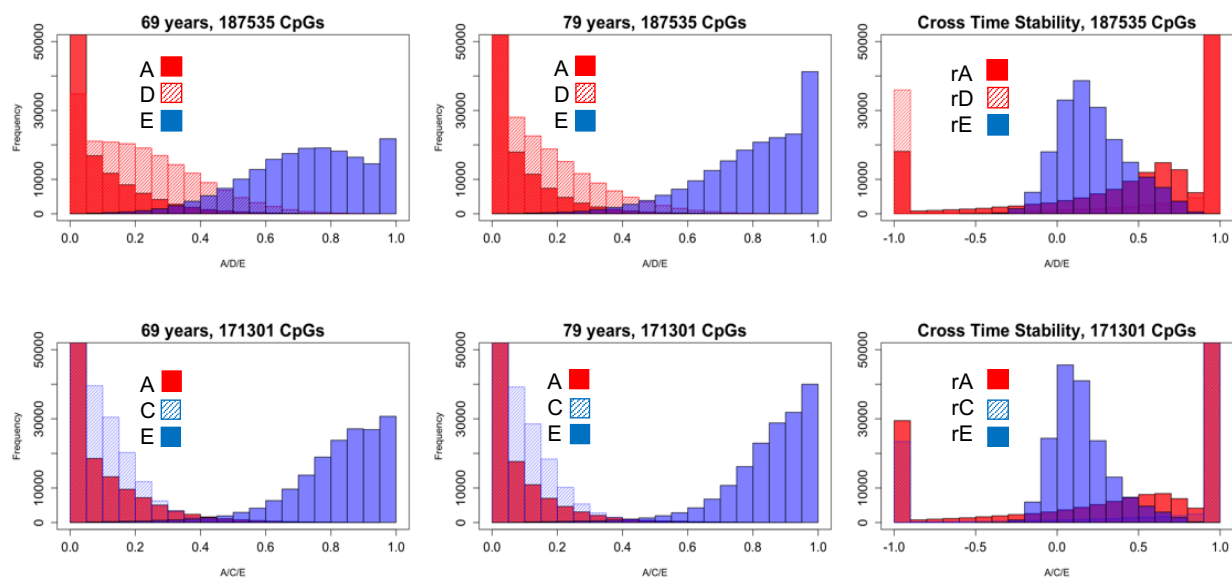 69 years, 187535 CpGs
Frequency
0 10000 30000 50000
A
D
E
0.0 0.2 0.4 0.6 0.8 1.0
A/D/E
79 years, 187535 CpGs
Frequency
0 10000 30000 50000
A
D
E
0.0 0.2 0.4 0.6 0.8 1.0
A/D/E
Cross Time Stability, 187535 CpGs
Frequency
0 10000 30000 50000
rA
rD
rE
-1.0 -0.5 0.0 0.5 1.0
A/D/E
69 years, 171301 CpGs
Frequency
0 10000 30000 50000
A
C
E
0.0 0.2 0.4 0.6 0.8 1.0
A/C/E
79 years, 171301 CpGs
Frequency
0 10000 30000 50000
A
C
E
0.0 0.2 0.4 0.6 0.8 1.0
A/C/E
Cross Time Stability, 171301 CpGs
Frequency
0 10000 30000 50000
rA
rC
rE
-1.0 -0.5 0.0 0.5 1.0
A/C/E